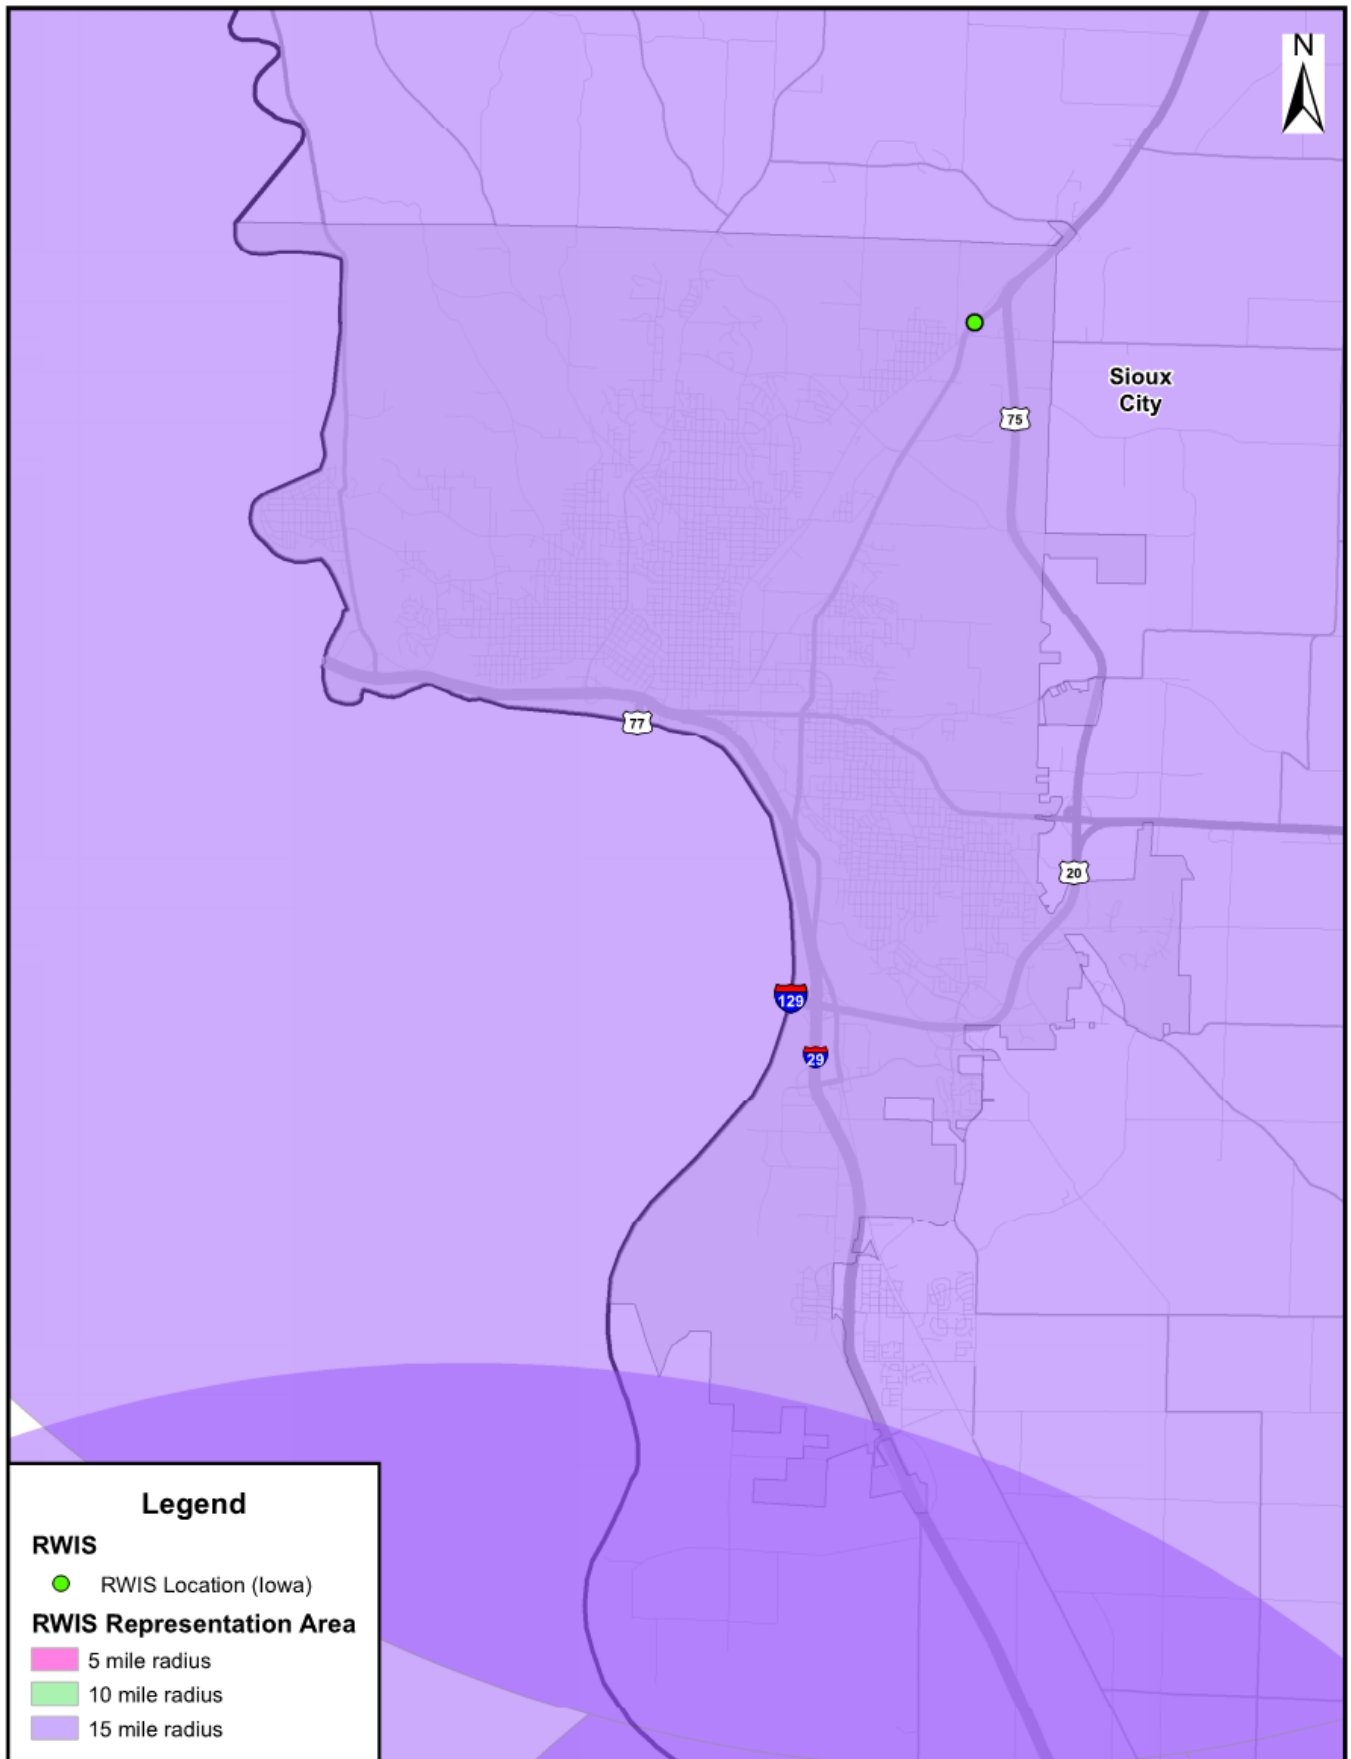 N
Sioux
City
75
77
20
129
29
Legend
RWIS
RWIS Location (Iowa)
RWIS Representation Area
5 mile radius
10 mile radius
15 mile radius